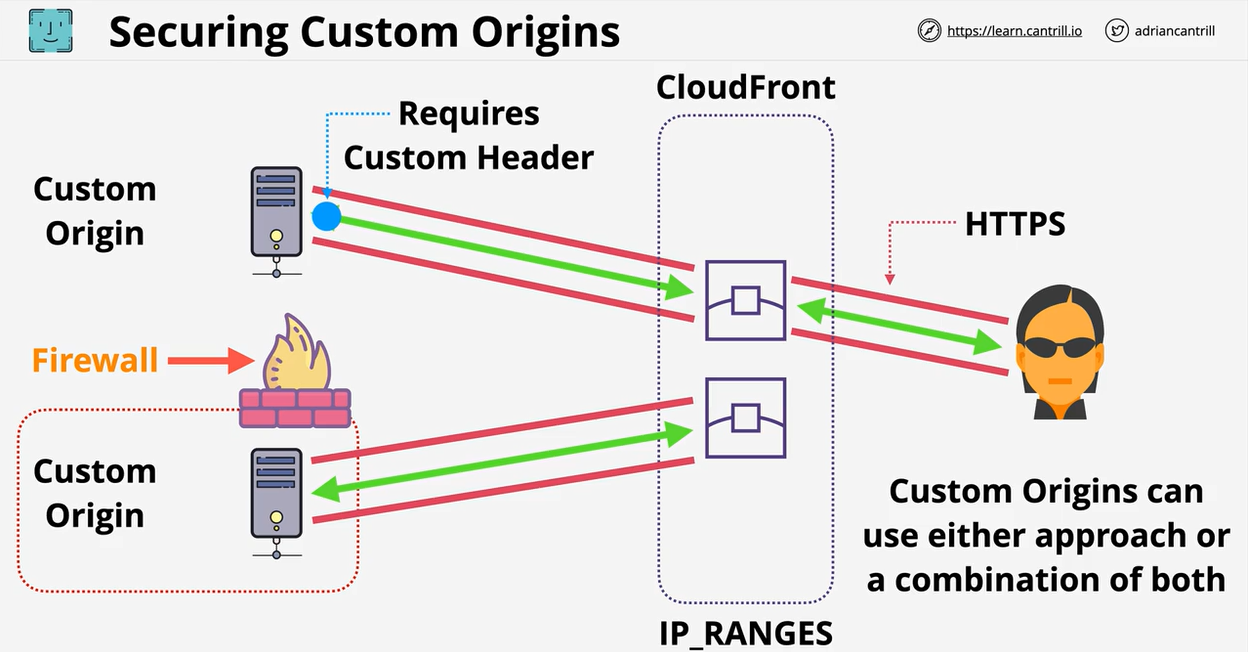 Securing Custom Origins
https://learn.cantrill.io
adriancantrill
CloudFront
Requires
Custom Header
Custom
Origin
HTTPS
Firewall
Custom
Origin
Custom Origins can
use either approach or
a combination of both
IP_RANGES